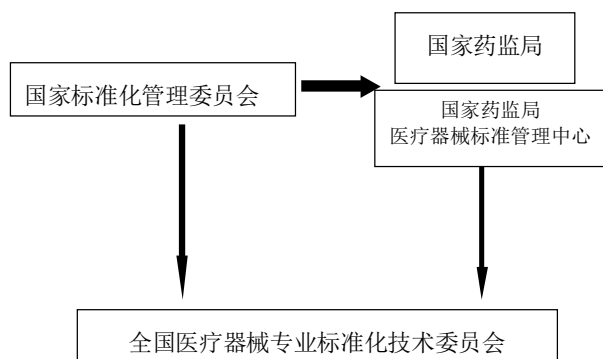 国家药监局
国家标准化管理委员会
国家药监局
医疗器械标准管理中心
全国医疗器械专业标准化技术委员会